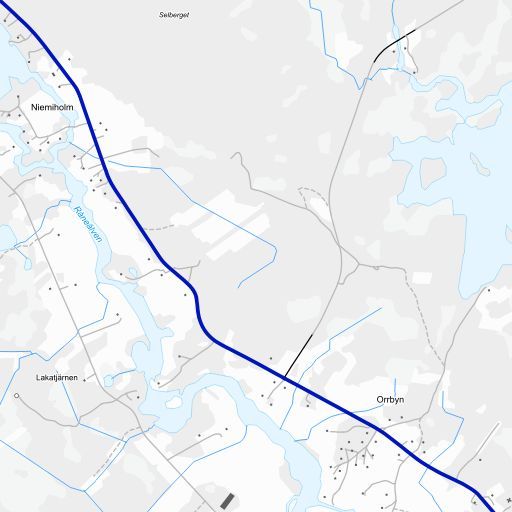 Selberget
Niemiholm
Råneälven
Lakatjärnen
Orrbyn